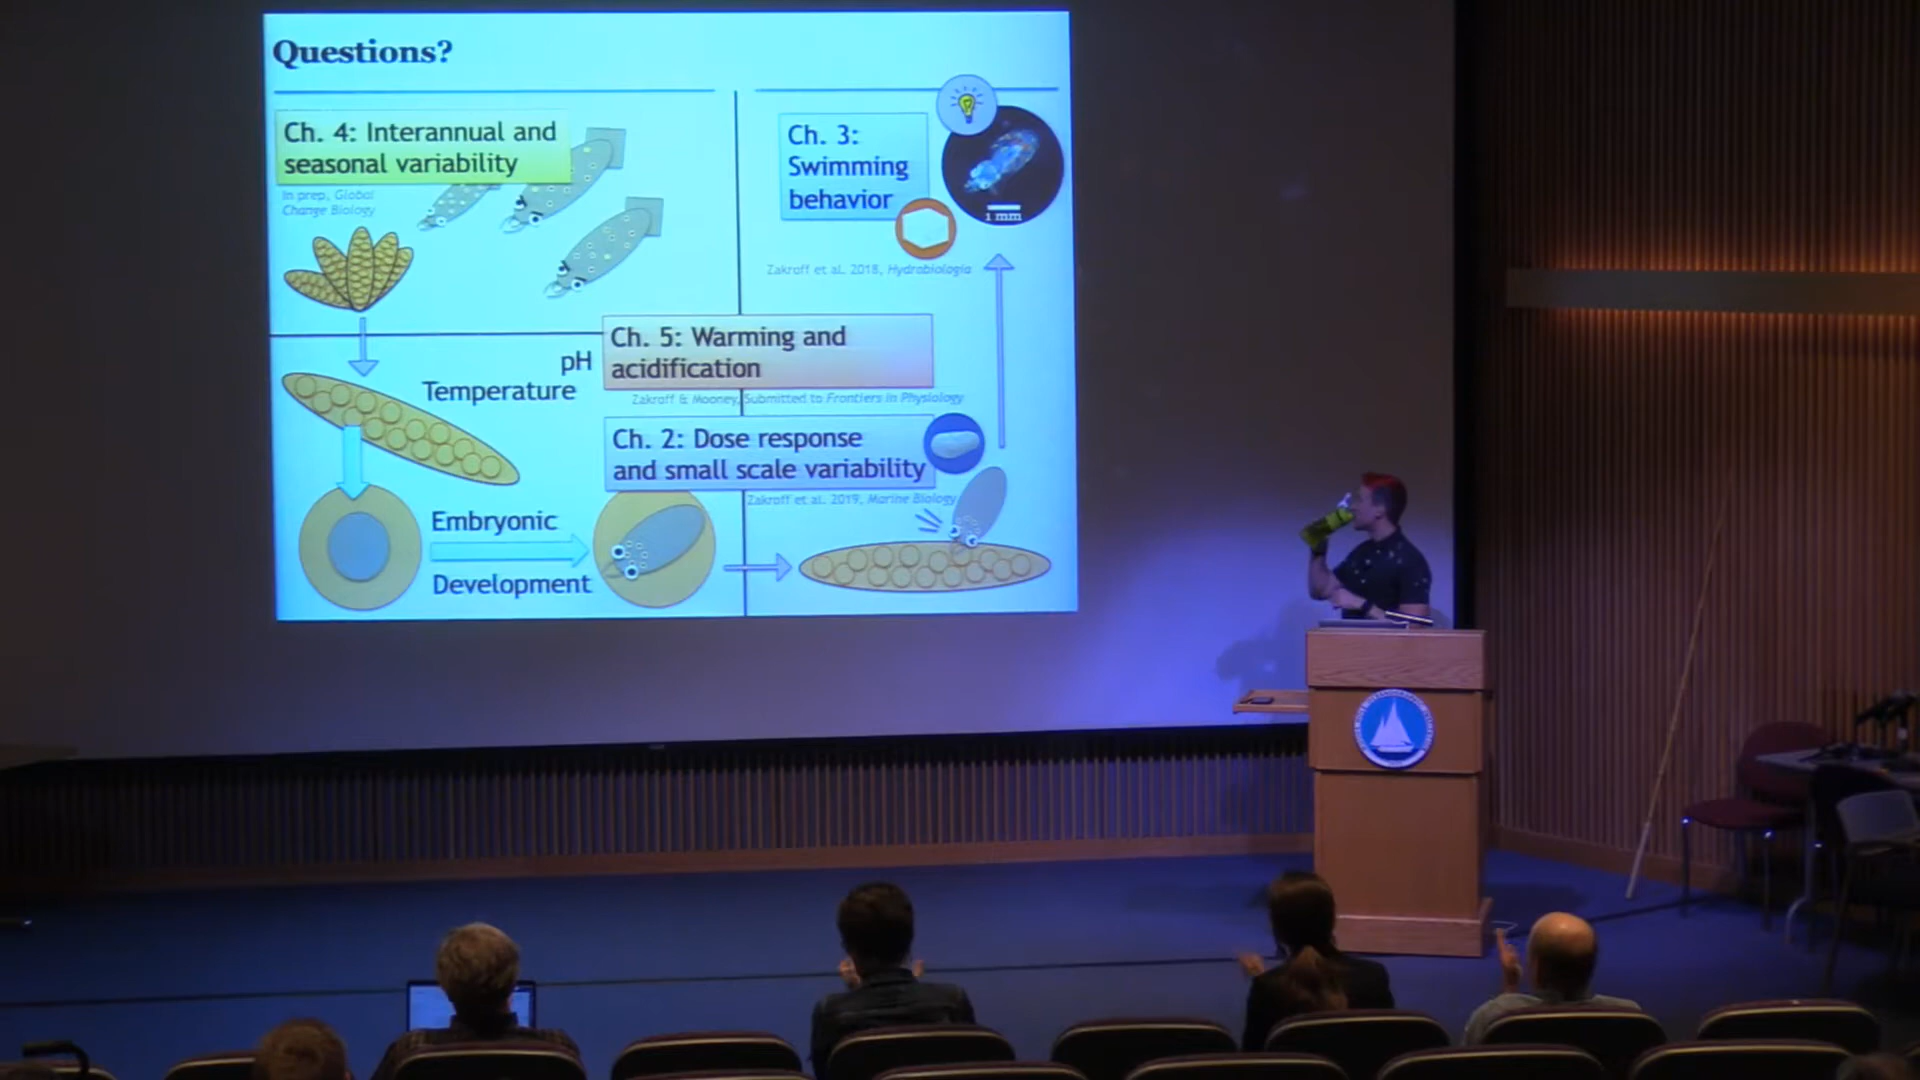 Questions?
Ch. 4: Interannual and
seasonal variability
In prep, Global
Change Biology
Ch. 3:
Swimming
behavior
1 mm
Zakroff et al. 2018, Hydrobiologia
pH
Temperature
Ch. 5: Warming and
acidification
Zakroff & Mooney, Submitted to Frontiers in Physiology
Ch. 2: Dose response
and small scale variability
Zakroff et al. 2019, Marine Biology
Embryonic
Development